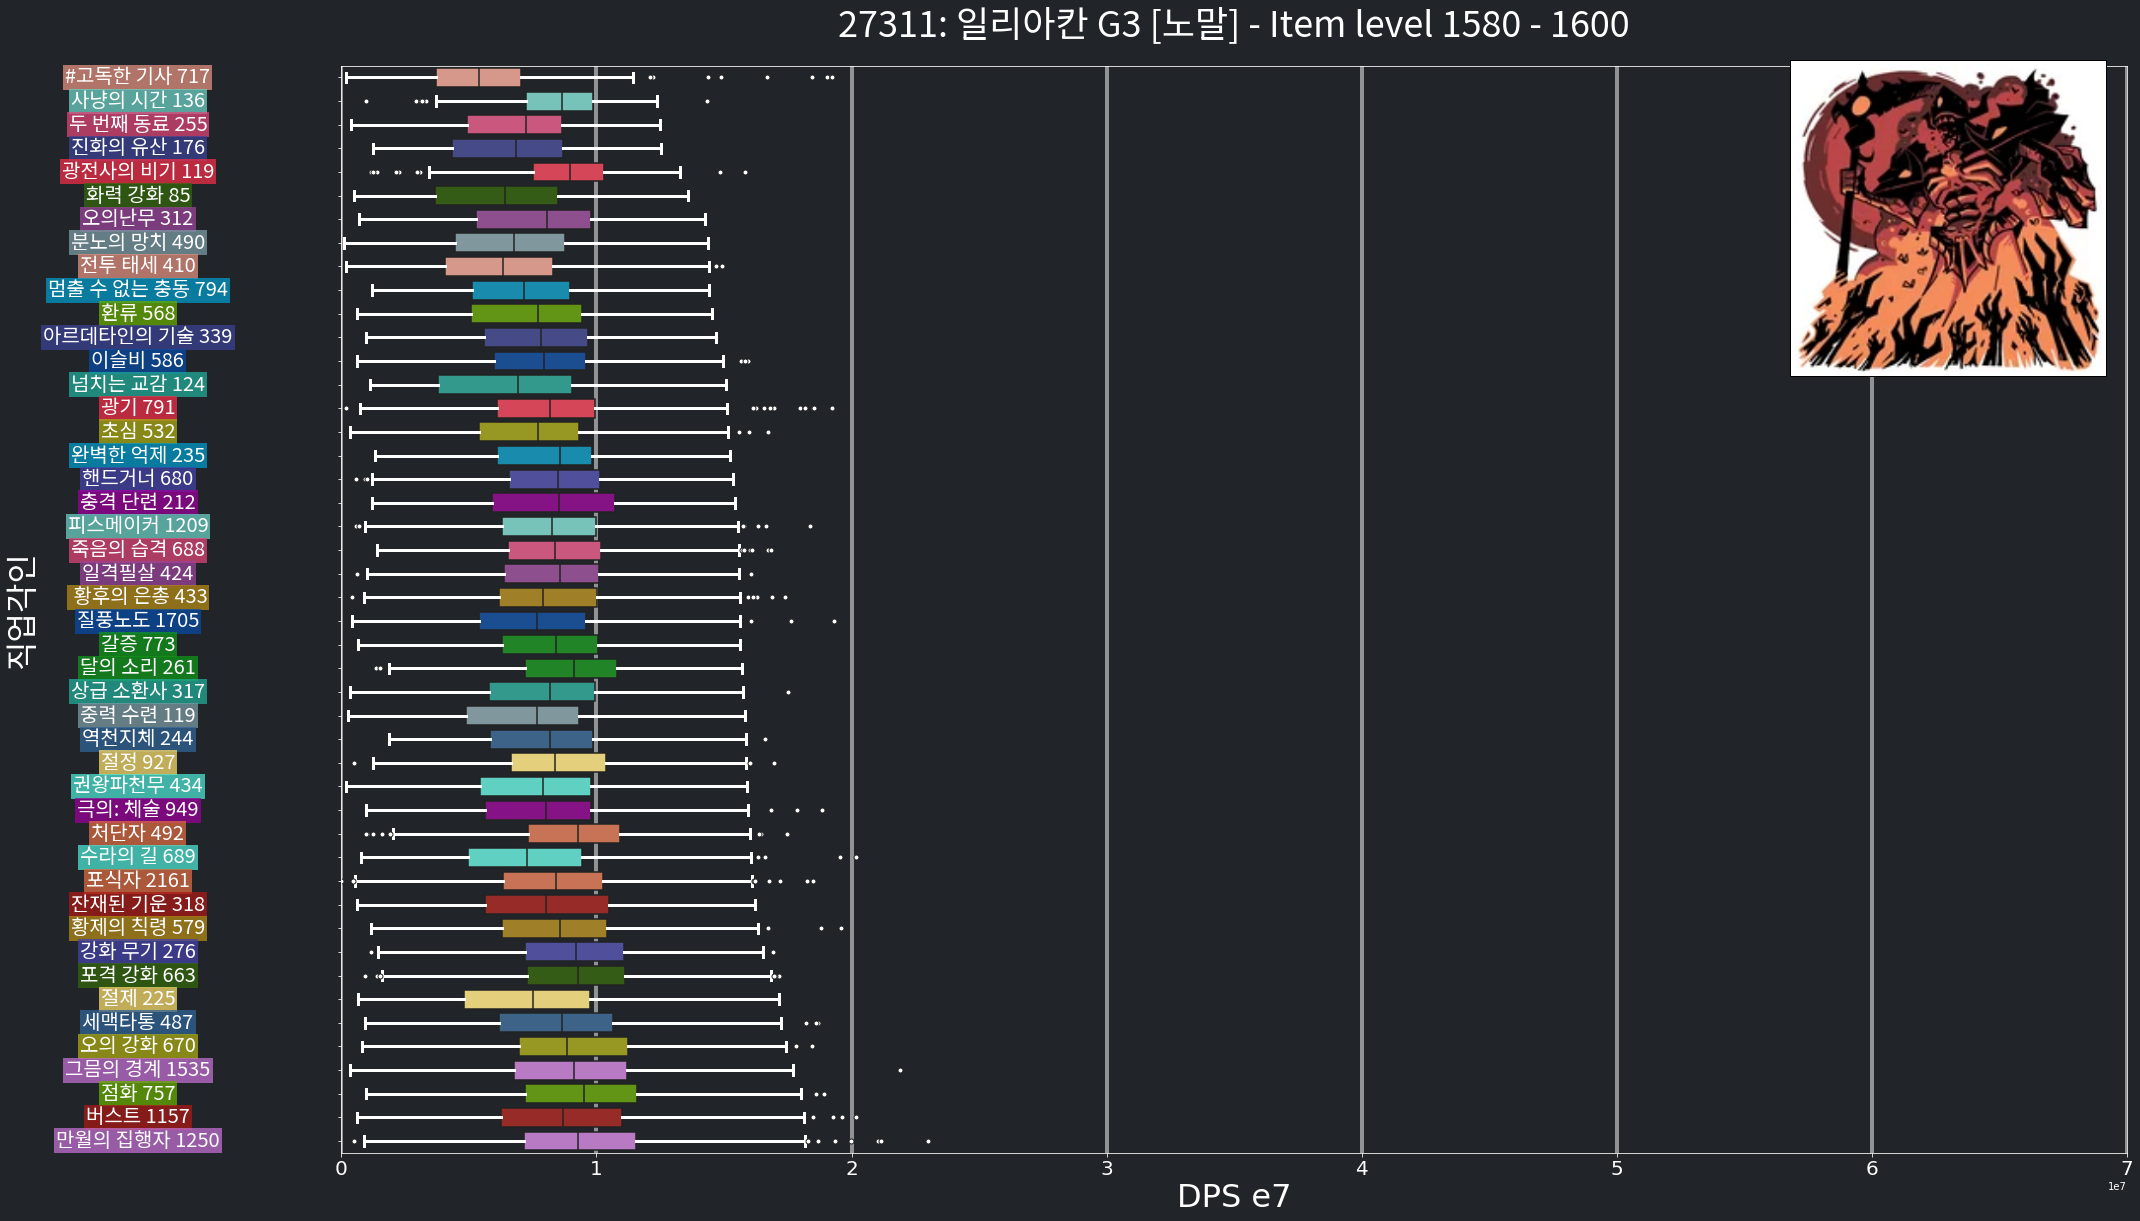 27311: 일리아칸 G3 [노말] - Item level 1580 - 1600
직업각인
#고독한 기사 717
사냥의 시간 136
두 번째 동료 255
진화의 유산 176
광전사의 비기 119
화력 강화 85
오의난무 312
분노의 망치 490
전투 태세 410
멈출 수 없는 충동 794
환류 568
아르데타인의 기술 339
이슬비 586
넘치는 교감 124
광기 791
초심 532
완벽한 억제 235
핸드거너 680
충격 단련 212
피스메이커 1209
죽음의 습격 688
일격필살 424
황후의 은총 433
질풍노도 1705
갈증 773
달의 소리 261
상급 소환사 317
중력 수련 119
역천지체 244
절정 927
권왕파천무 434
극의: 체술 949
처단자 492
수라의 길 689
포식자 2161
잔재된 기운 318
황제의 칙령 579
강화 무기 276
포격 강화 663
절제 225
세맥타통 487
오의 강화 670
그믐의 경계 1535
점화 757
버스트 1157
만월의 집행자 1250
0 1 2 3 4 5 6 7
DPS e7
1e7